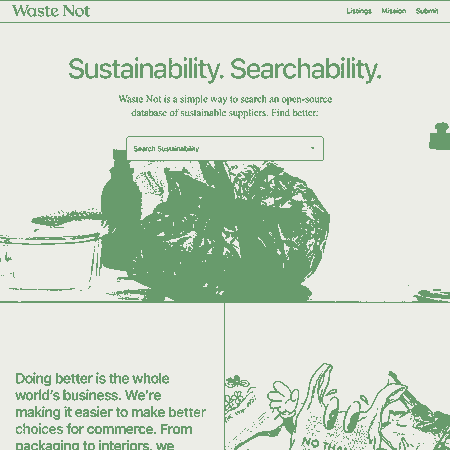 Waste Not
Listings Mission Submit
Sustainability. Searchability.
Waste Not is a simple way to search an open-source
database of sustainable suppliers. Find better:
Search Sustainability
Doing better is the whole
world's business. We're
making it easier to make better
choices for commerce. From
packaging to interiors, we
NO THAN